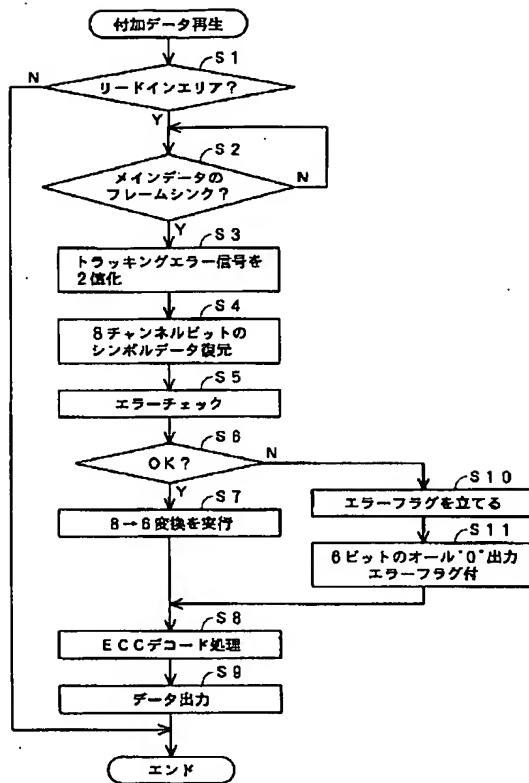 付加データ再生
S1
N
リードインエリア?
Y
S2
メインデータの
フレームシンク?
N
Y
S3
トラッキングエラー信号を
2値化
S4
8チャンネルビットの
シンボルデータ復元
S5
エラーチェック
S6
OK?
N
Y
S7
8→6変換を実行
S10
エラーフラグを立てる
S11
6ビットのオール"0"出力
エラーフラグ付
S8
ECCデコード処理
S9
データ出力
エンド